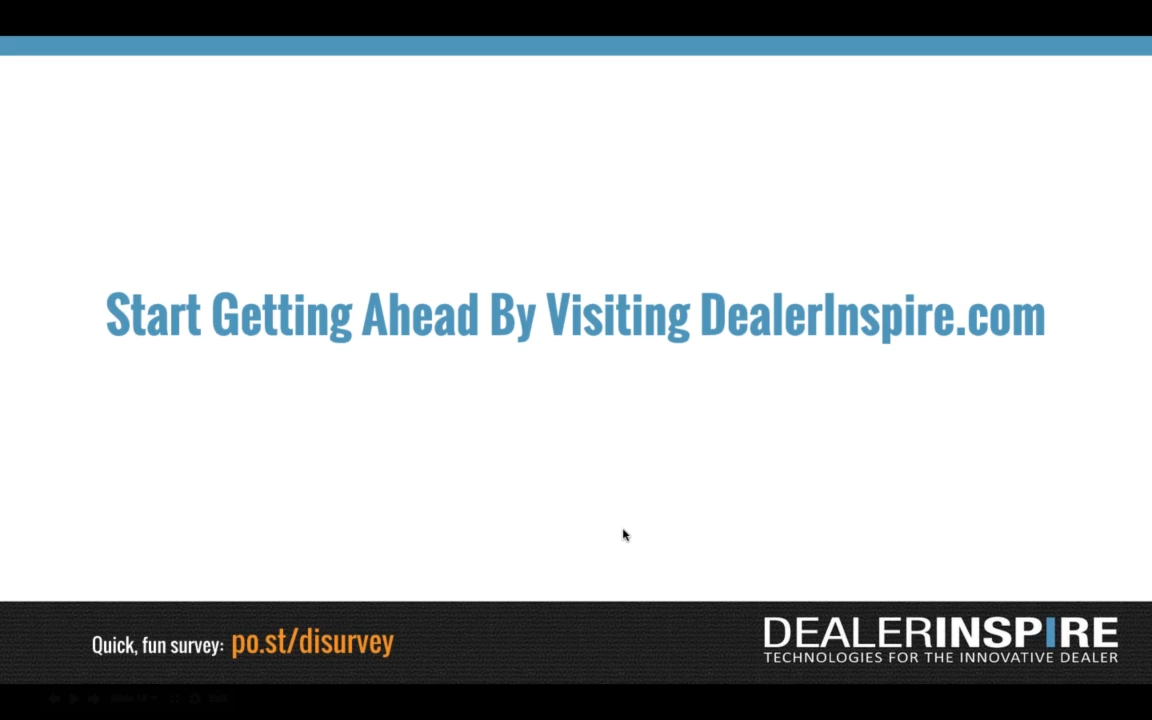 Start Getting Ahead By Visiting DealerInspire.com
Quick, fun survey: po.st/disurvey
DEALERINSPIRE
TECHNOLOGIES FOR THE INNOVATIVE DEALER